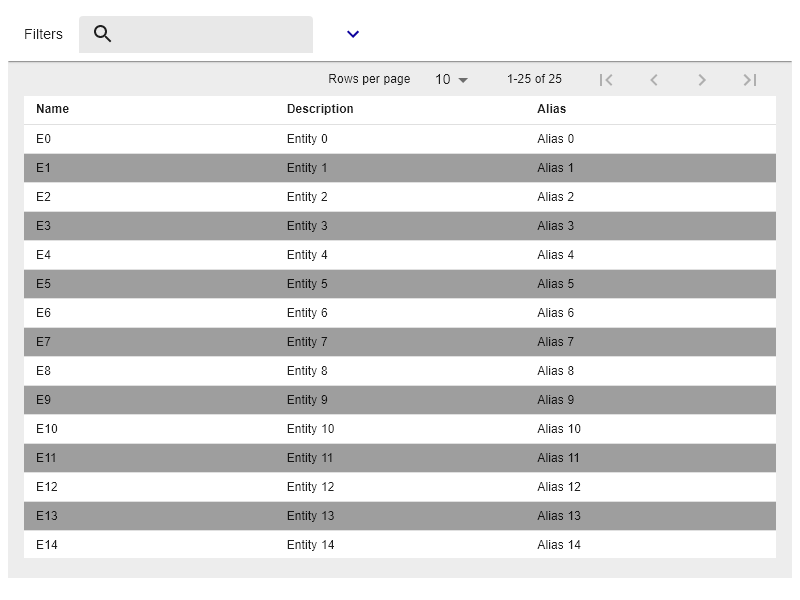 Filters
Rows per page 10 1-25 of 25
Name Description Alias
E0 Entity 0 Alias 0
E1 Entity 1 Alias 1
E2 Entity 2 Alias 2
E3 Entity 3 Alias 3
E4 Entity 4 Alias 4
E5 Entity 5 Alias 5
E6 Entity 6 Alias 6
E7 Entity 7 Alias 7
E8 Entity 8 Alias 8
E9 Entity 9 Alias 9
E10 Entity 10 Alias 10
E11 Entity 11 Alias 11
E12 Entity 12 Alias 12
E13 Entity 13 Alias 13
E14 Entity 14 Alias 14